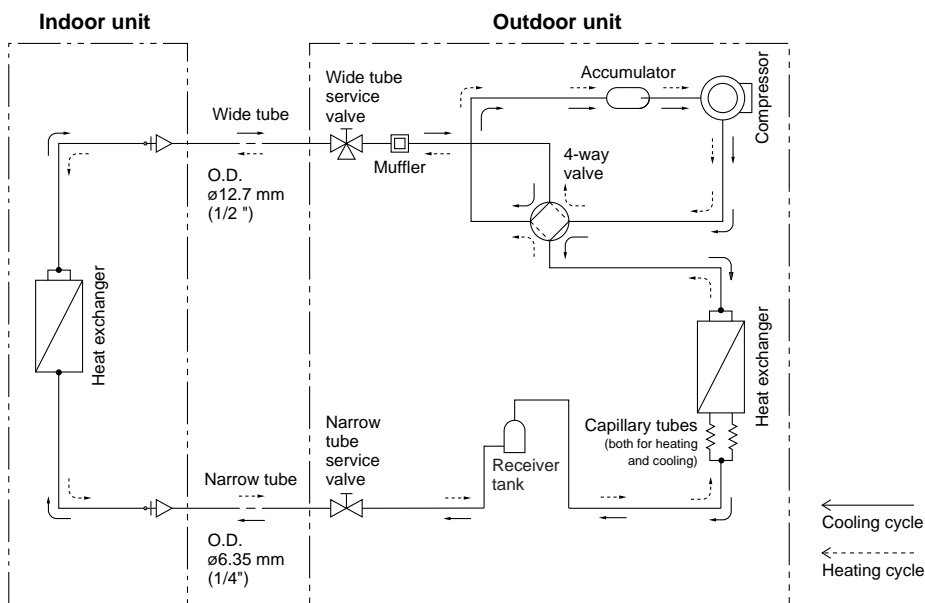 Indoor unit
Outdoor unit
Wide tube
service
valve
Accumulator
Compressor
Wide tube
Muffler
4-way
valve
O.D.
ø12.7 mm
(1/2 ")
Heat exchanger
Heat exchanger
Narrow
tube
service
valve
Capillary tubes
(both for heating
and cooling)
Receiver
tank
Narrow tube
O.D.
ø6.35 mm
(1/4")
Cooling cycle
Heating cycle